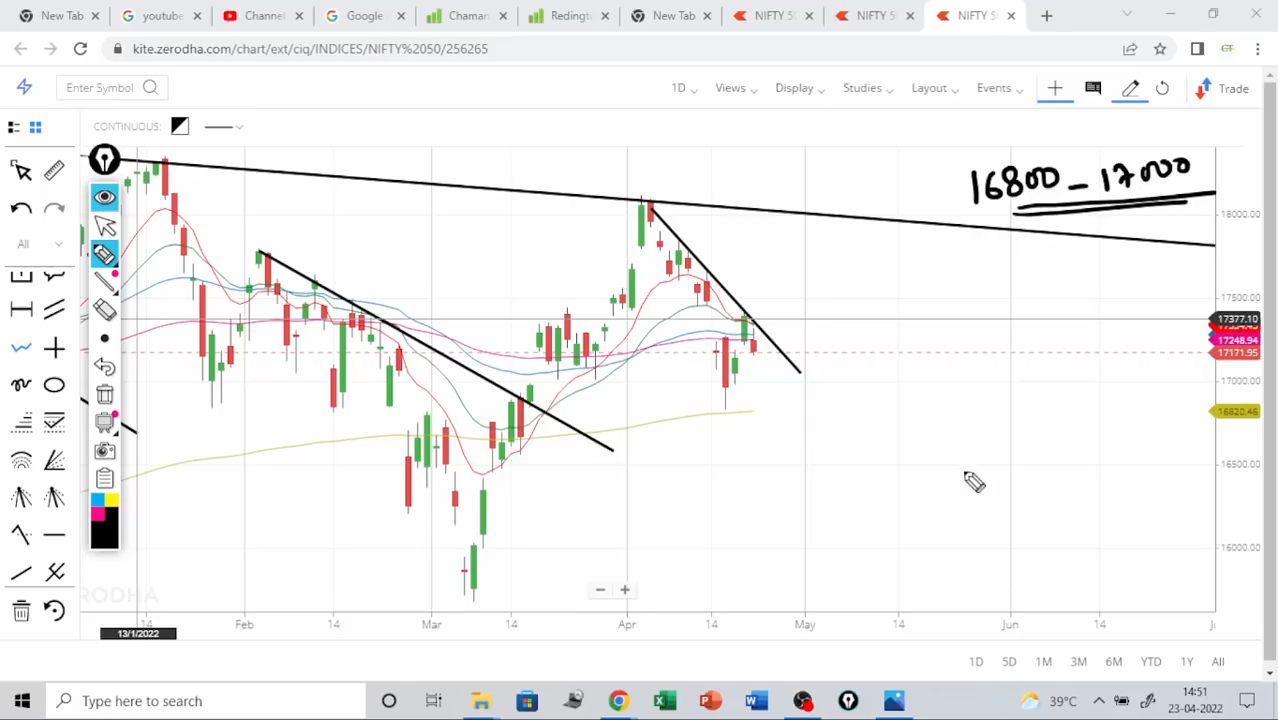 New Tab youtube Channel Google Chaman Redingt New Tab NIFTY 5 NIFTY 5 NIFTY 5
kite.zerodha.com/chart/ext/ciq/INDICES/NIFTY%2050/256265
Enter Symbol 1D Views Display Studies Layout Events Trade
CONTINUOUS:
16800 - 17000
18000.00
17500.00
17377.10
17248.94
17171.95
17000.00
16820.46
16500.00
16000.00
All
ERODHA
14 Feb 14 Mar 14 Apr 14 May 14 Jun 14
13/1/2022
1D 5D 1M 3M 6M YTD 1Y All
Type here to search
39°C
14:51
23-04-2022